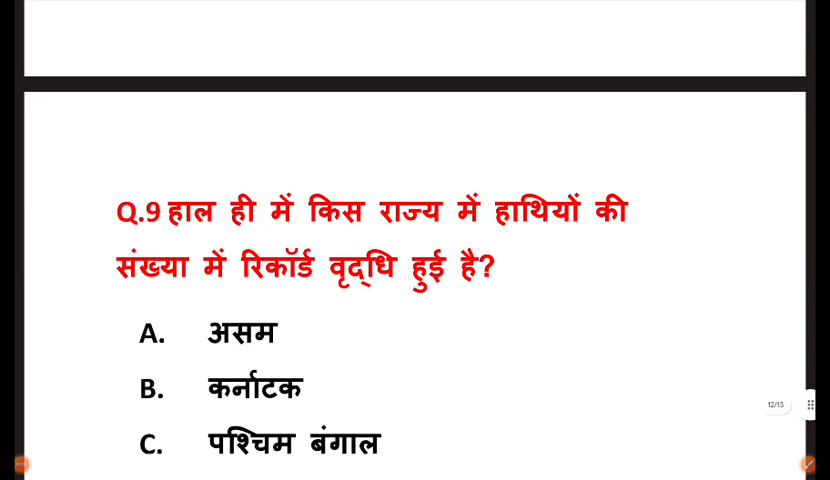 Q.9 हाल ही में किस राज्य में हाथियों की
संख्या में रिकॉर्ड वृद्धि हुई है?
A. असम
B. कर्नाटक
C. पश्चिम बंगाल
12/13